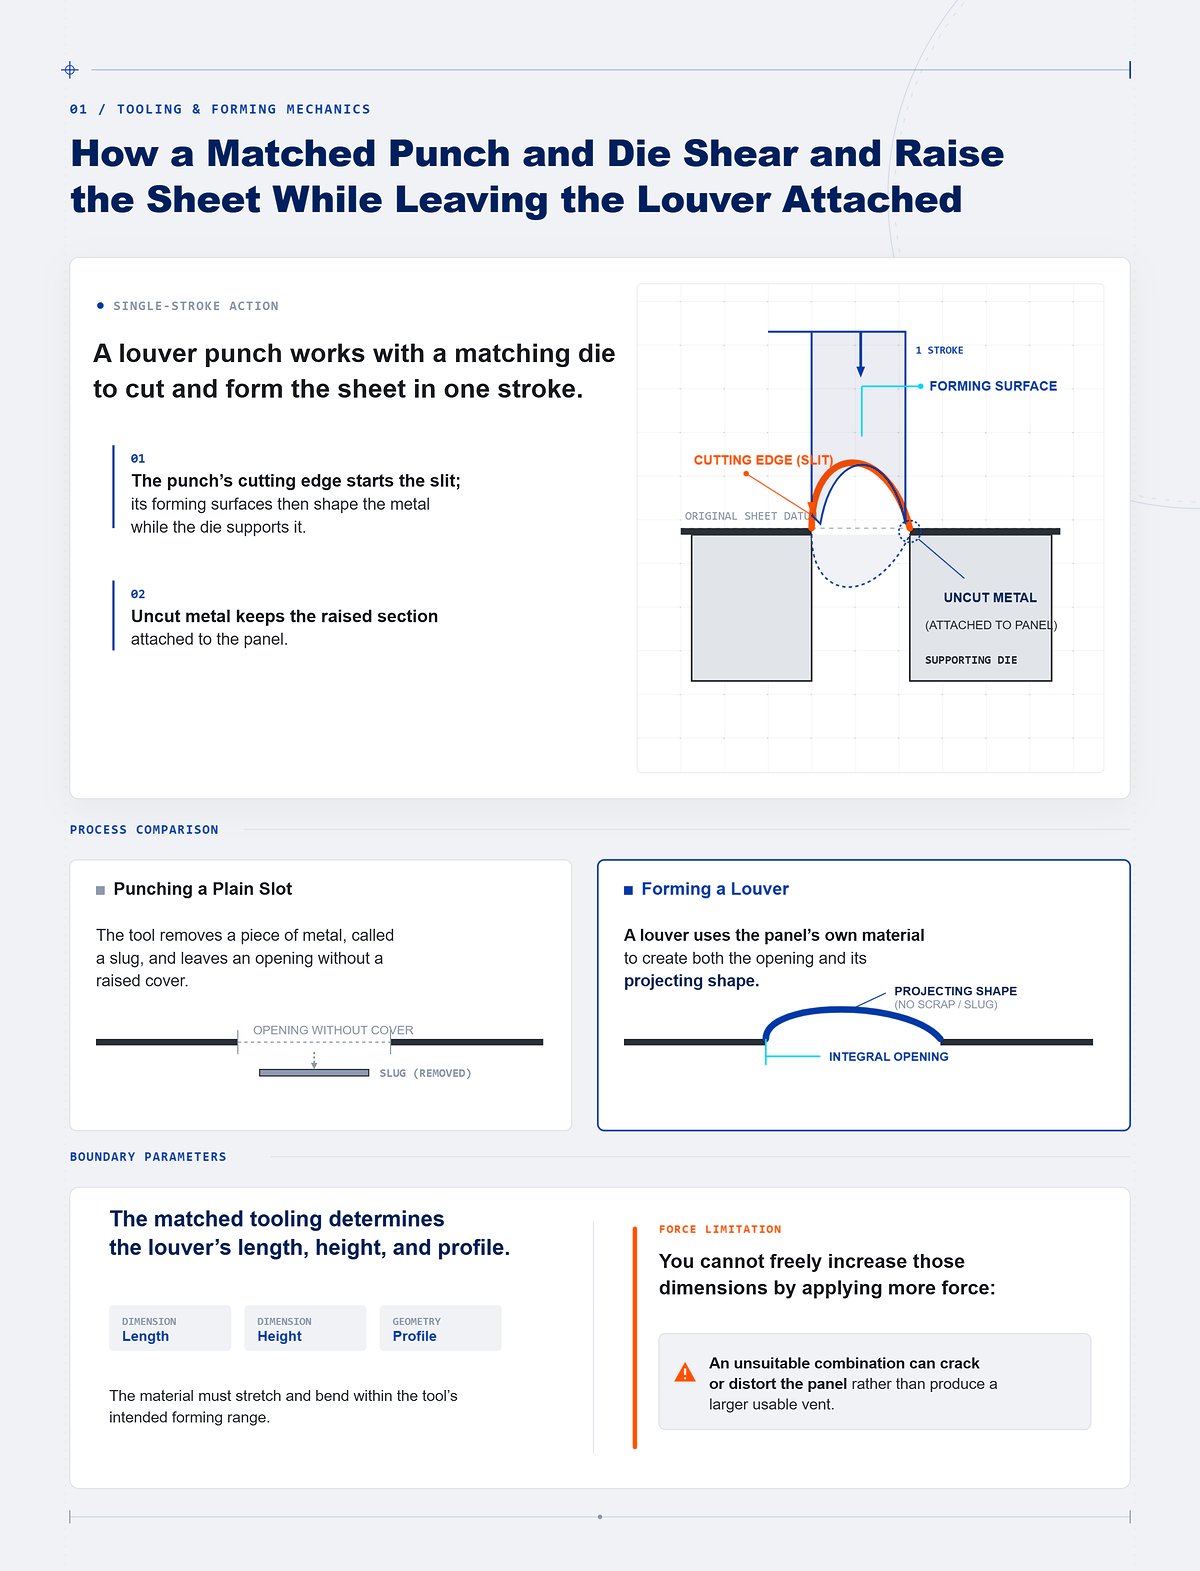 01 / TOOLING & FORMING MECHANICS
How a Matched Punch and Die Shear and Raise
the Sheet While Leaving the Louver Attached
SINGLE-STROKE ACTION
A louver punch works with a matching die
to cut and form the sheet in one stroke.
01
The punch’s cutting edge starts the slit;
its forming surfaces then shape the metal
while the die supports it.
02
Uncut metal keeps the raised section
attached to the panel.
1 STROKE
FORMING SURFACE
CUTTING EDGE (SLIT)
ORIGINAL SHEET DATUM
UNCUT METAL
(ATTACHED TO PANEL)
SUPPORTING DIE
PROCESS COMPARISON
Punching a Plain Slot
The tool removes a piece of metal, called
a slug, and leaves an opening without a
raised cover.
OPENING WITHOUT COVER
SLUG (REMOVED)
Forming a Louver
A louver uses the panel’s own material
to create both the opening and its
projecting shape.
PROJECTING SHAPE
(NO SCRAP / SLUG)
INTEGRAL OPENING
BOUNDARY PARAMETERS
The matched tooling determines
the louver’s length, height, and profile.
DIMENSION
Length
DIMENSION
Height
GEOMETRY
Profile
The material must stretch and bend within the tool’s
intended forming range.
FORCE LIMITATION
You cannot freely increase those
dimensions by applying more force:
An unsuitable combination can crack
or distort the panel rather than produce a
larger usable vent.